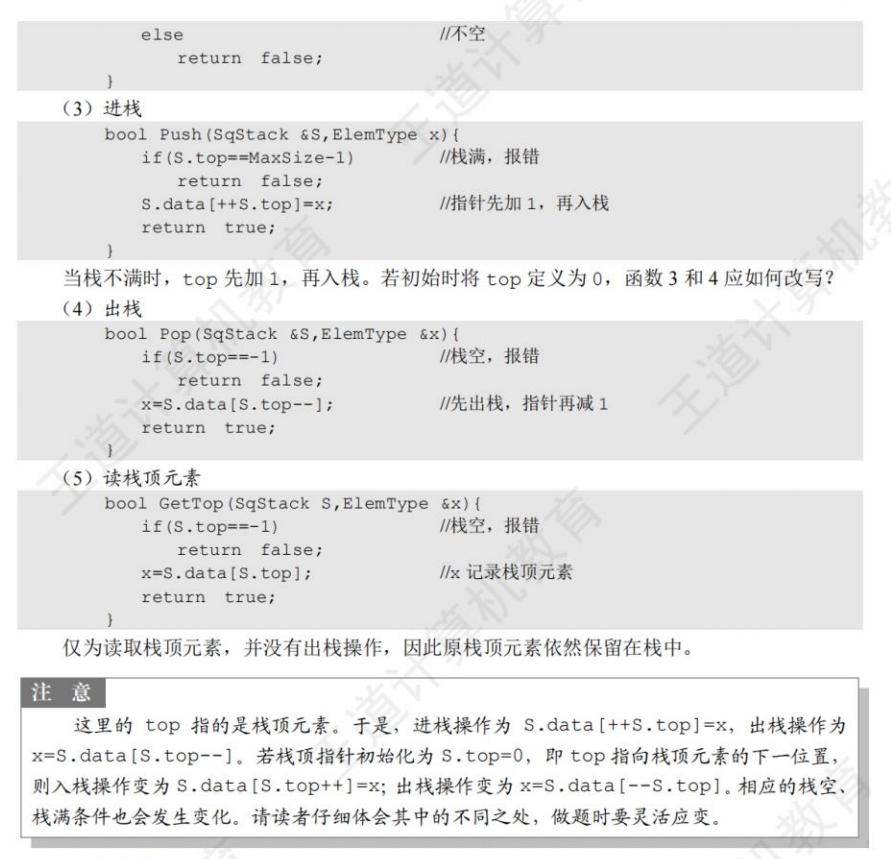 else //不空
return false;
}
(3) 进栈
bool Push(SqStack &S,ElemType x){
if(S.top==MaxSize-1) //栈满，报错
return false;
S.data[++S.top]=x; //指针先加 1，再入栈
return true;
}
当栈不满时，top 先加 1，再入栈。若初始时将 top 定义为 0，函数 3 和 4 应如何改写？
(4) 出栈
bool Pop(SqStack &S,ElemType &x){
if(S.top==-1) //栈空，报错
return false;
x=S.data[S.top--]; //先出栈，指针再减 1
return true;
}
(5) 读栈顶元素
bool GetTop(SqStack S,ElemType &x){
if(S.top==-1) //栈空，报错
return false;
x=S.data[S.top]; //x 记录栈顶元素
return true;
}
仅为读取栈顶元素，并没有出栈操作，因此原栈顶元素依然保留在栈中。
注 意
这里的 top 指的是栈顶元素。于是，进栈操作为 S.data[++S.top]=x，出栈操作为
x=S.data[S.top--]。若栈顶指针初始化为 S.top=0，即 top 指向栈顶元素的下一位置，
则入栈操作变为 S.data[S.top++]=x；出栈操作变为 x=S.data[--S.top]。相应的栈空、
栈满条件也会发生变化。请读者仔细体会其中的不同之处，做题时要灵活应变。
王道计算机教育